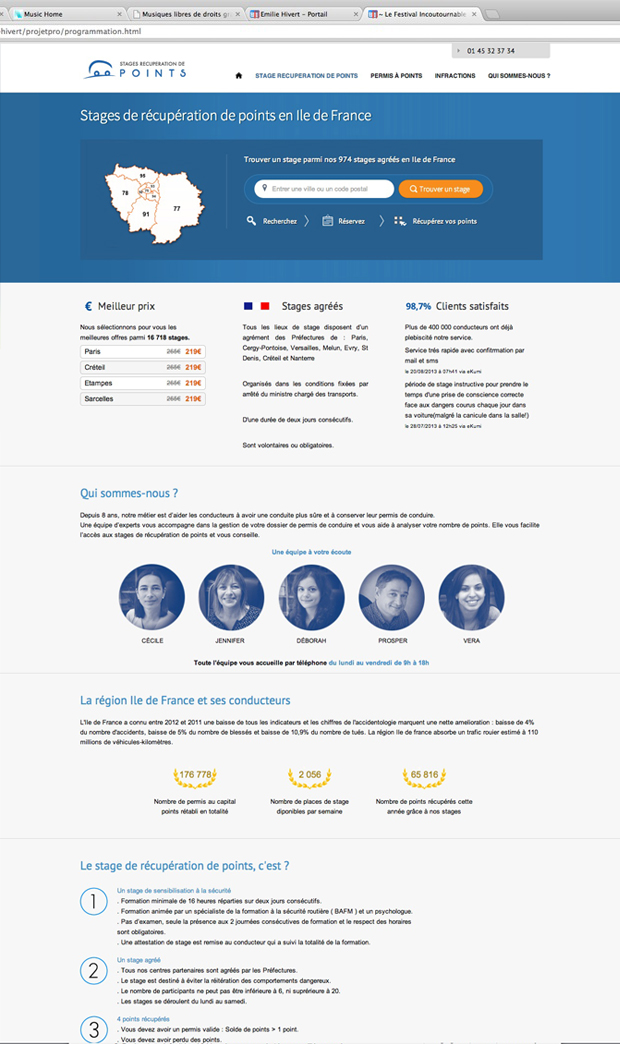 Music Home
Musiques libres de droits gr
Emilie Hivert – Portail
~ Le Festival Incoutournable
hivert/projetpro/programmation.html
01 45 32 37 34
STAGES RECUPERATION DE
POINTS
STAGE RECUPERATION DE POINTS
PERMIS À POINTS
INFRACTIONS
QUI SOMMES-NOUS ?
Stages de récupération de points en Ile de France
Trouver un stage parmi nos 974 stages agréés en Ile de France
Entrer une ville ou un code postal
Trouver un stage
Recherchez
Réservez
Récupérez vos points
95
78
91
77
€ Meilleur prix
Nous sélectionnons pour vous les
meilleures offres parmi 16 718 stages.
Paris 265€ 219€
Créteil 265€ 219€
Etampes 265€ 219€
Sarcelles 265€ 219€
Stages agréés
Tous les lieux de stage disposent d'un
agrément des Préfectures de : Paris,
Cergy-Pontoise, Versailles, Melun, Evry, St
Denis, Créteil et Nanterre
Organisés dans les conditions fixées par
arrêté du ministre chargé des transports.
D'une durée de deux jours consécutifs.
Sont volontaires ou obligatoires.
98,7% Clients satisfaits
Plus de 400 000 conducteurs ont déjà
plebiscité notre service.
Service trés rapide avec confitrmation par
mail et sms
le 20/08/2013 à 07h41 via eKumi
période de stage instructive pour prendre le
temps d'une prise de conscience correcte
face aux dangers courus chaque jour dans
sa voiture(malgré la canicule dans la salle!)
le 28/07/2013 à 12h25 via eKumi
Qui sommes-nous ?
Depuis 8 ans, notre métier est d'aider les conducteurs à avoir une conduite plus sûre et à conserver leur permis de conduire.
Une équipe d'experts vous accompagne dans la gestion de votre dossier de permis de conduire et vous aide à analyser votre nombre de points. Elle vous facilite
l'accès aux stages de récupération de points et vous conseille.
Une équipe à votre écoute
CÉCILE
JENNIFER
DÉBORAH
PROSPER
VERA
Toute l'équipe vous accueille par téléphone du lundi au vendredi de 9h à 18h
La région Ile de France et ses conducteurs
L'Ile de France a connu entre 2012 et 2011 une baisse de tous les indicateurs et les chiffres de l'accidentologie marquent une nette amelioration : baisse de 4%
du nombre d'accidents, baisse de 5% du nombre de blessés et baisse de 10,9% du nombre de tués. La région Ile de france absorbe un trafic rouier estimé à 110
millions de véhicules-kilomètres.
176 778
Nombre de permis au capital
points rétabli en totalité
2 056
Nombre de places de stage
diponibles par semaine
65 816
Nombre de points récupérés cette
année grâce à nos stages
Le stage de récupération de points, c'est ?
1
Un stage de sensibilisation à la sécurité
. Formation minimale de 16 heures réparties sur deux jours consécutifs.
. Formation animée par un spécialiste de la formation à la sécurité routière ( BAFM ) et un psychologue.
. Pas d'examen, seule la présence aux 2 journées consécutives de formation et le respect des horaires
sont obligatoires.
. Une attestation de stage est remise au conducteur qui a suivi la totalité de la formation.
2
Un stage agréé
. Tous nos centres partenaires sont agréés par les Préfectures.
. Le stage est destiné à éviter la réitération des comportements dangereux.
. Le nombre de participants ne peut pas être inférieure à 6, ni suprérieure à 20.
. Les stages se déroulent du lundi au samedi.
3
4 points récupérés
. Vous devez avoir un permis valide : Solde de points > 1 point.
. Vous devez avoir perdu des points.